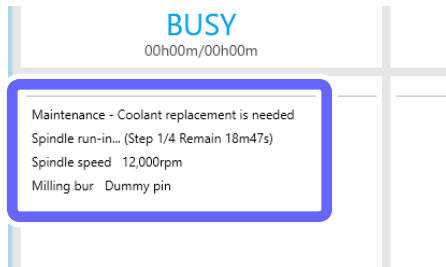 BUSY
00h00m/00h00m
Maintenance - Coolant replacement is needed
Spindle run-in... (Step 1/4 Remain 18m47s)
Spindle speed 12,000rpm
Milling bur Dummy pin